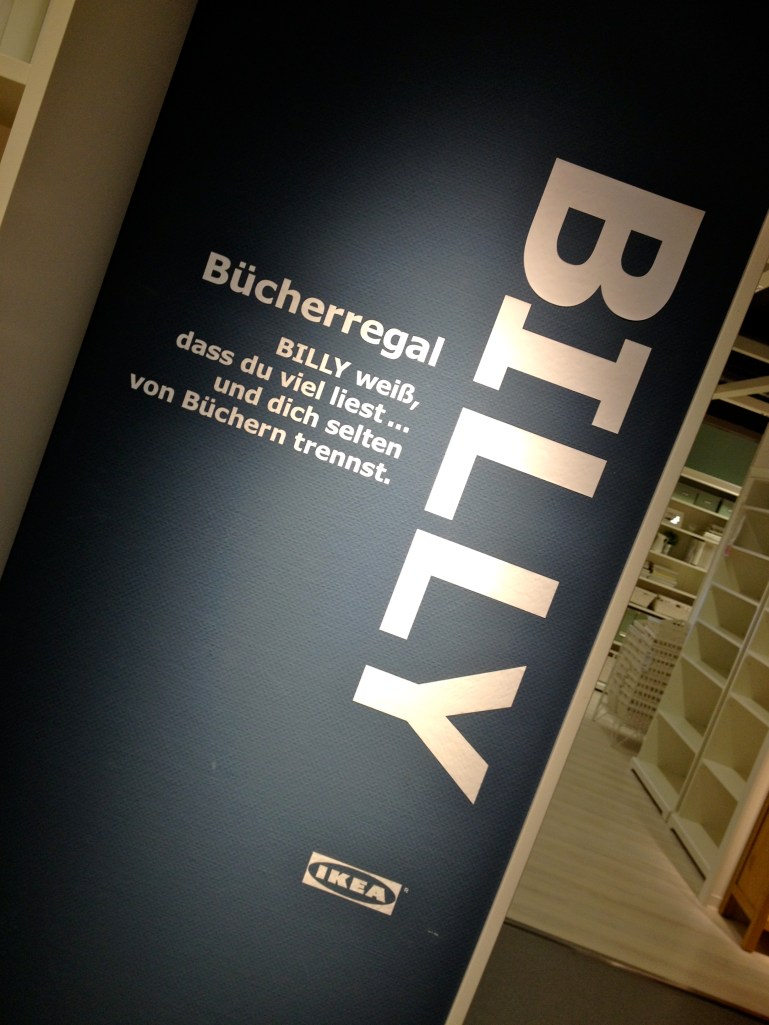 BILLY
Bücherregal
BILLY weiß,
dass du viel liest...
und dich selten
von Büchern trennst.
IKEA